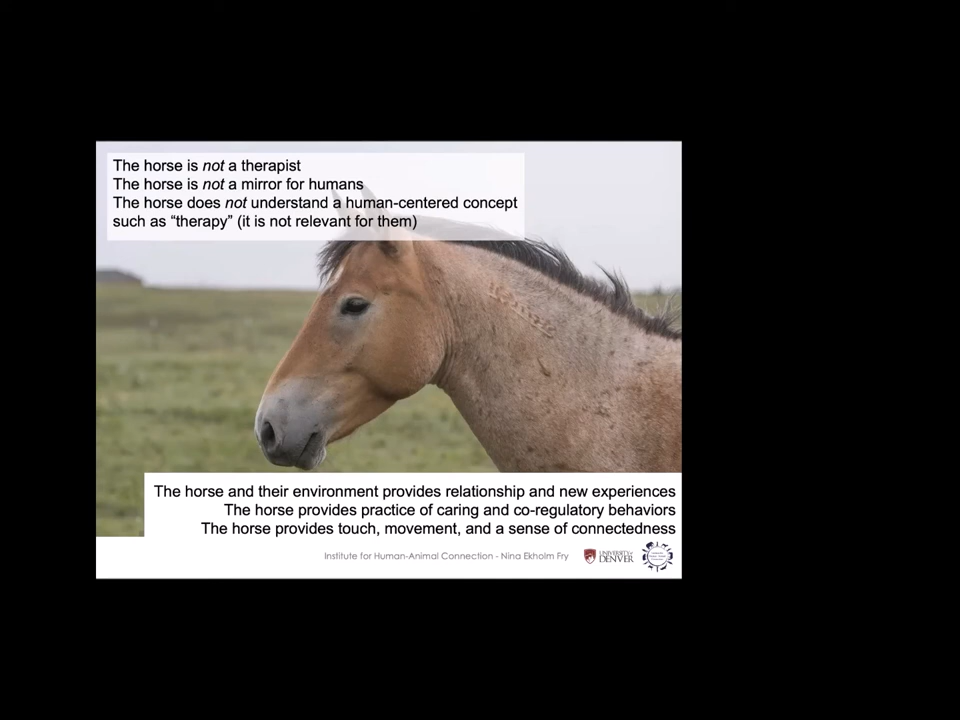 The horse is not a therapist
The horse is not a mirror for humans
The horse does not understand a human-centered concept
such as “therapy” (it is not relevant for them)
The horse and their environment provides relationship and new experiences
The horse provides practice of caring and co-regulatory behaviors
The horse provides touch, movement, and a sense of connectedness
Institute for Human-Animal Connection - Nina Ekholm Fry
UNIVERSITY of
DENVER